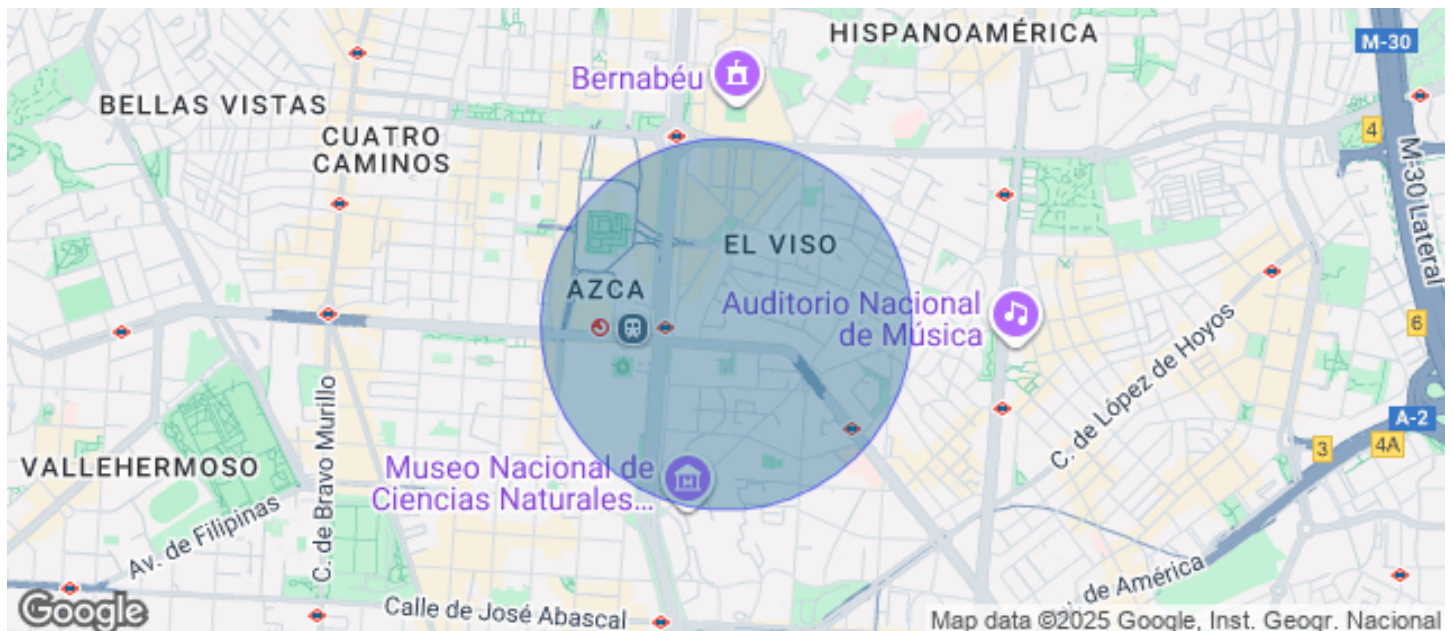 HISPANOAMÉRICA
M-30
Bernabéu
BELLAS VISTAS
CUATRO
CAMINOS
4
M-30 Lateral
EL VISO
AZCA
Auditorio Nacional
de Música
6
C. de López de Hoyos
C. de Bravo Murillo
A-2
3
4A
VALLEHERMOSO
Museo Nacional de
Ciencias Naturales...
Av. de Filipinas
de América
Calle de José Abascal
Google
Map data ©2025 Google, Inst. Geogr. Nacional